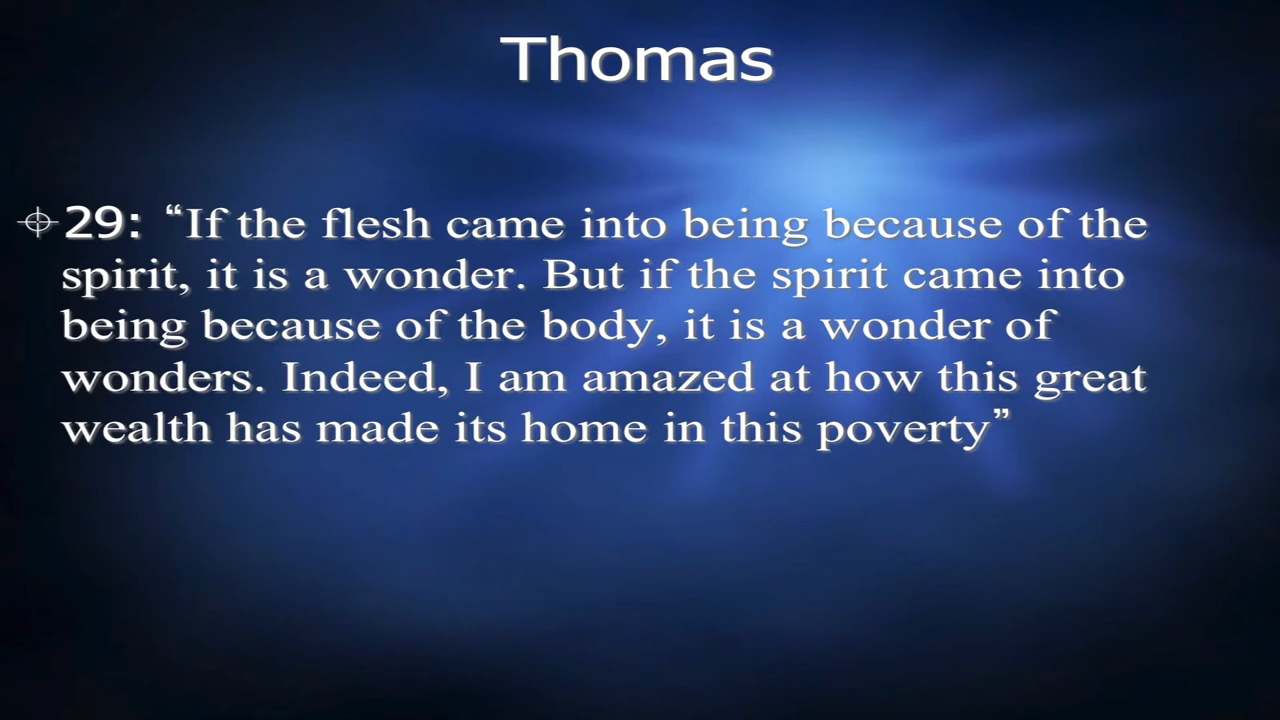 Thomas
29: “If the flesh came into being because of the
spirit, it is a wonder. But if the spirit came into
being because of the body, it is a wonder of
wonders. Indeed, I am amazed at how this great
wealth has made its home in this poverty”